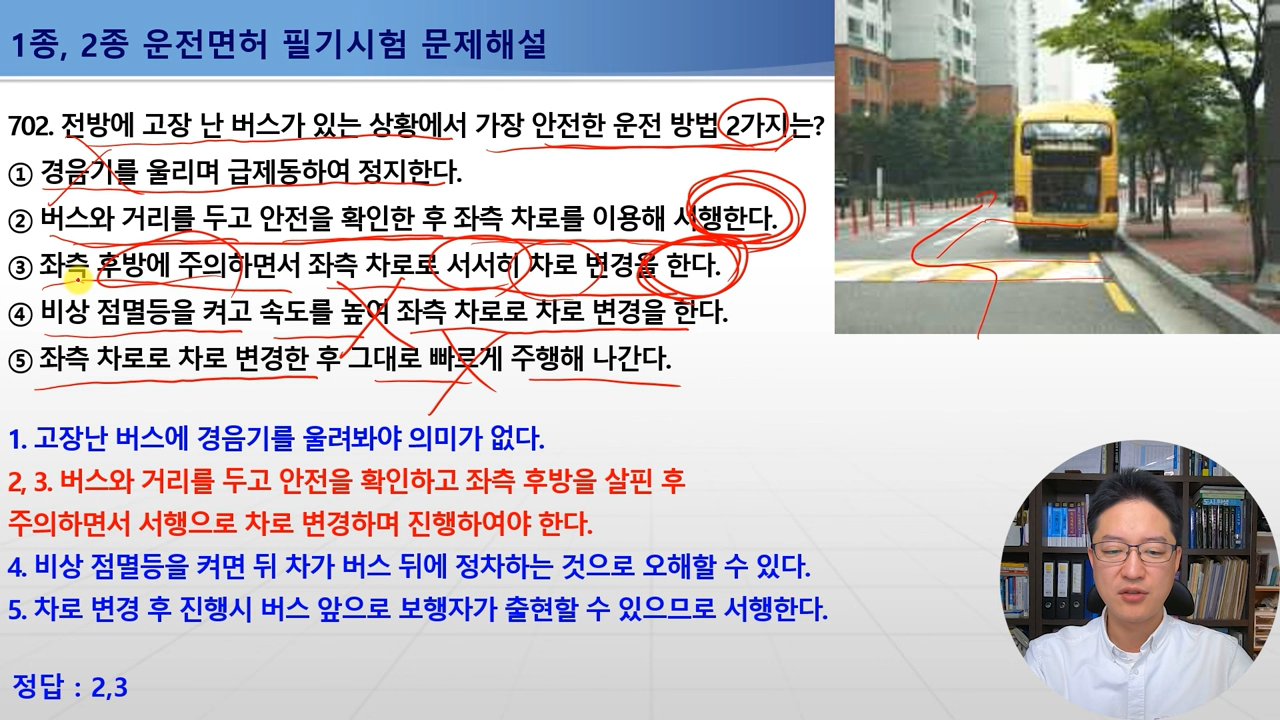 1종, 2종 운전면허 필기시험 문제해설
702. 전방에 고장 난 버스가 있는 상황에서 가장 안전한 운전 방법 2가지는?
① 경음기를 울리며 급제동하여 정지한다.
② 버스와 거리를 두고 안전을 확인한 후 좌측 차로를 이용해 서행한다.
③ 좌측 후방에 주의하면서 좌측 차로로 서서히 차로 변경을 한다.
④ 비상 점멸등을 켜고 속도를 높여 좌측 차로로 차로 변경을 한다.
⑤ 좌측 차로로 차로 변경한 후 그대로 빠르게 주행해 나간다.
1. 고장난 버스에 경음기를 울려봐야 의미가 없다.
2, 3. 버스와 거리를 두고 안전을 확인하고 좌측 후방을 살핀 후
주의하면서 서행으로 차로 변경하며 진행하여야 한다.
4. 비상 점멸등을 켜면 뒤 차가 버스 뒤에 정차하는 것으로 오해할 수 있다.
5. 차로 변경 후 진행시 버스 앞으로 보행자가 출현할 수 있으므로 서행한다.
정답 : 2,3